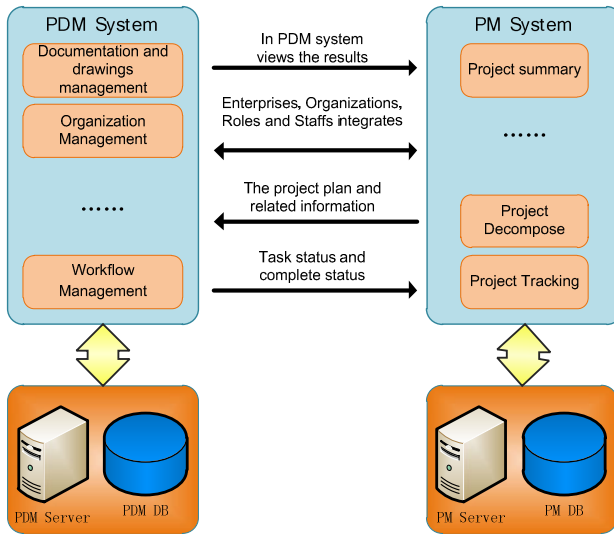 PDM System
Documentation and
drawings
management
Organization
Management
......
Workflow
Management
In PDM system
views the results
Enterprises, Organizations,
Roles and Staffs integrates
The project plan and
related information
Task status and
complete status
PM System
Project summary
......
Project
Decompose
Project Tracking
PDM Server
PDM DB
PM Server
PM DB